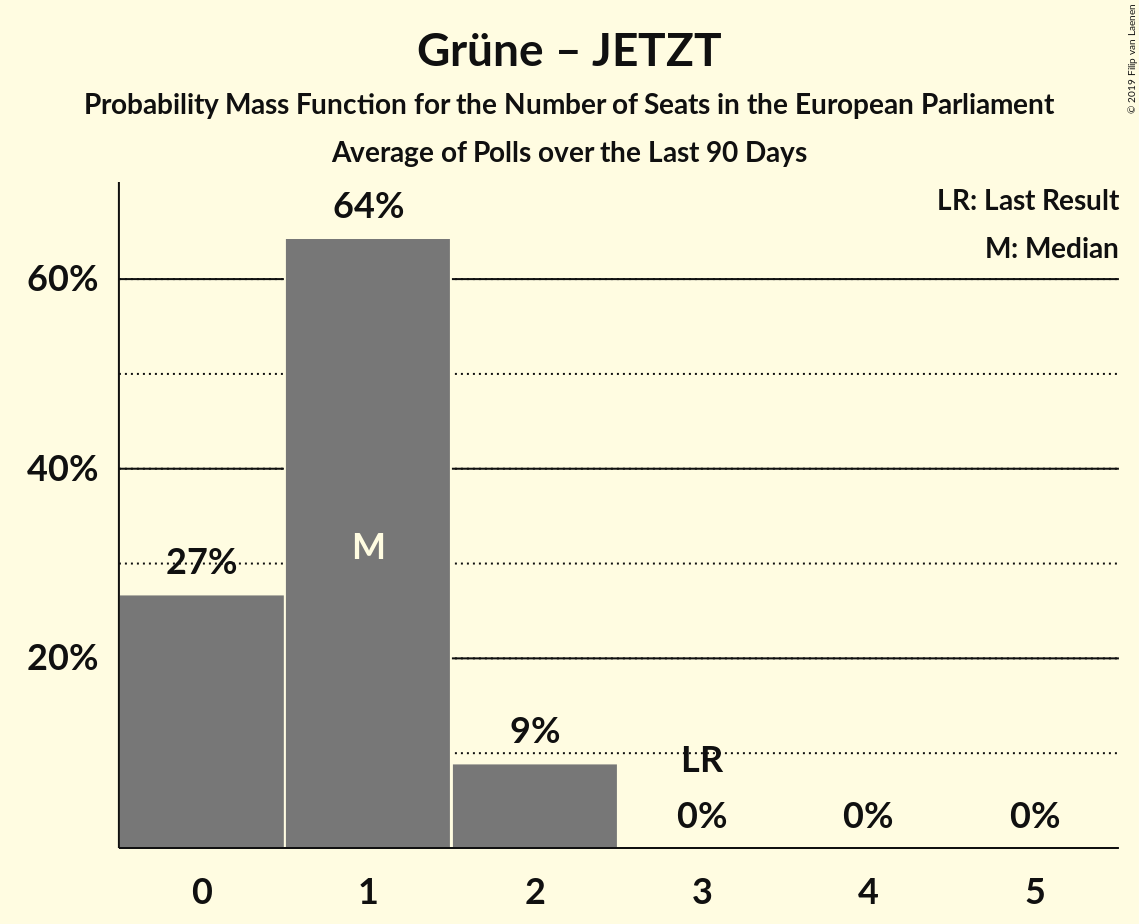 Grüne – JETZT
Probability Mass Function for the Number of Seats in the European Parliament
Average of Polls over the Last 90 Days
© 2019 Filip van Laenen
LR: Last Result
M: Median
64%
60%
40%
M
27%
20%
9%
LR
0%
0%
0%
0
1
2
3
4
5